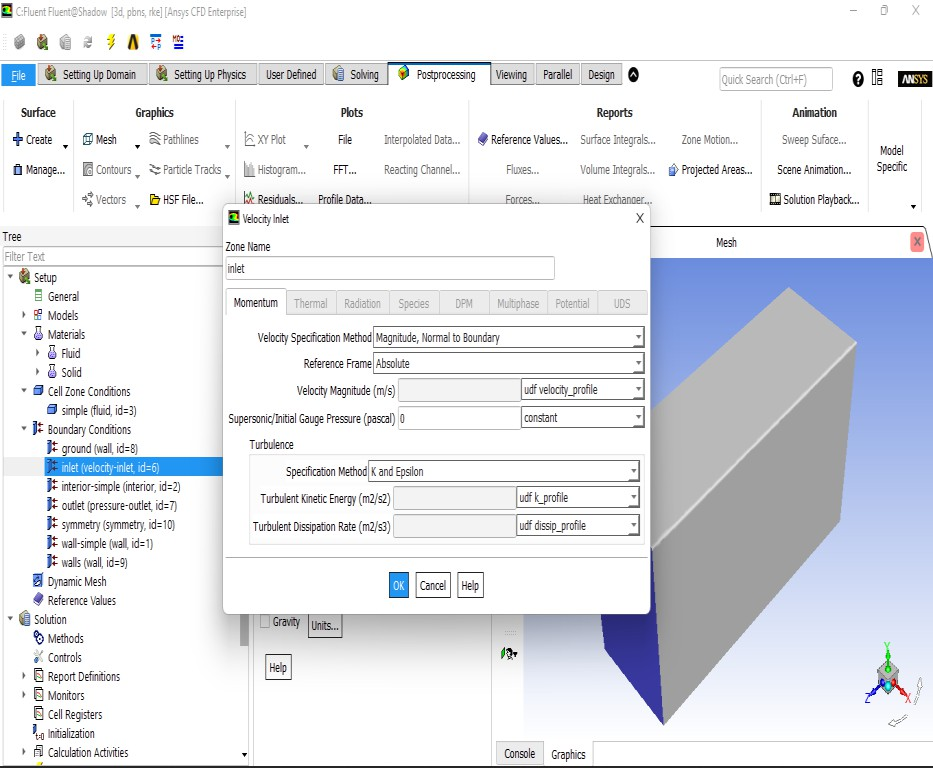 C:Fluent Fluent@Shadow [3d, pbns, rke] [Ansys CFD Enterprise]
File Setting Up Domain Setting Up Physics User Defined Solving Postprocessing Viewing Parallel Design Quick Search (Ctrl+F) ANSYS
Surface Graphics Plots Reports Animation
Create Mesh Pathlines XY Plot File Interpolated Data... Reference Values... Surface Integrals... Zone Motion... Sweep Suface... Model
Specific
Manage... Contours Particle Tracks Histogram... FFT... Reacting Channel... Fluxes... Volume Integrals... Projected Areas... Scene Animation...
Vectors HSF File... Residuals... Profile Data... Forces... Heat Exchanger... Solution Playback...
Tree
Filter Text
Setup
General
Models
Materials
Fluid
Solid
Cell Zone Conditions
simple (fluid, id=3)
Boundary Conditions
ground (wall, id=8)
inlet (velocity-inlet, id=6)
interior-simple (interior, id=2)
outlet (pressure-outlet, id=7)
symmetry (symmetry, id=10)
wall-simple (wall, id=1)
walls (wall, id=9)
Dynamic Mesh
Reference Values
Solution
Methods
Controls
Report Definitions
Monitors
Cell Registers
Initialization
Calculation Activities
Velocity Inlet X
Zone Name
inlet
Momentum Thermal Radiation Species DPM Multiphase Potential UDS
Velocity Specification Method Magnitude, Normal to Boundary
Reference Frame Absolute
Velocity Magnitude (m/s) udf velocity_profile
Supersonic/Initial Gauge Pressure (pascal) 0 constant
Turbulence
Specification Method K and Epsilon
Turbulent Kinetic Energy (m2/s2) udf k_profile
Turbulent Dissipation Rate (m2/s3) udf dissip_profile
OK Cancel Help
Gravity Units...
Help
Mesh X
Y
Z X
Console Graphics